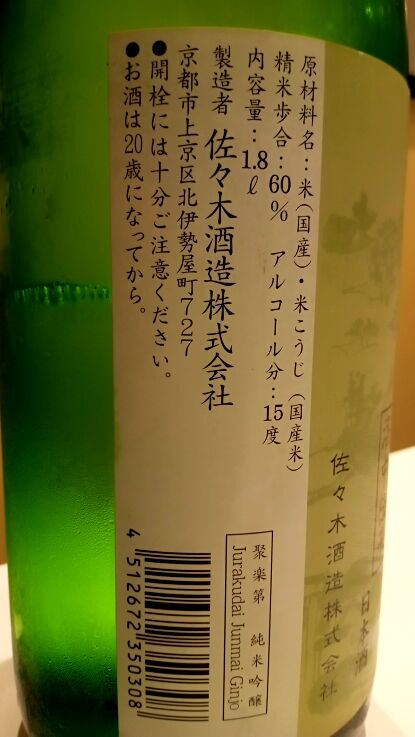 日本酒
佐々木酒造株式会社
原材料名：米（国産）・米こうじ（国産米）
精米歩合：60％　アルコール分：15度
内容量：1.8ℓ
製造者　佐々木酒造株式会社
京都市上京区北伊勢屋町727
●開栓には十分ご注意ください。
●お酒は20歳になってから。
聚楽第　純米吟醸
Jurakudai Junmai Ginjo
4 512672 350308